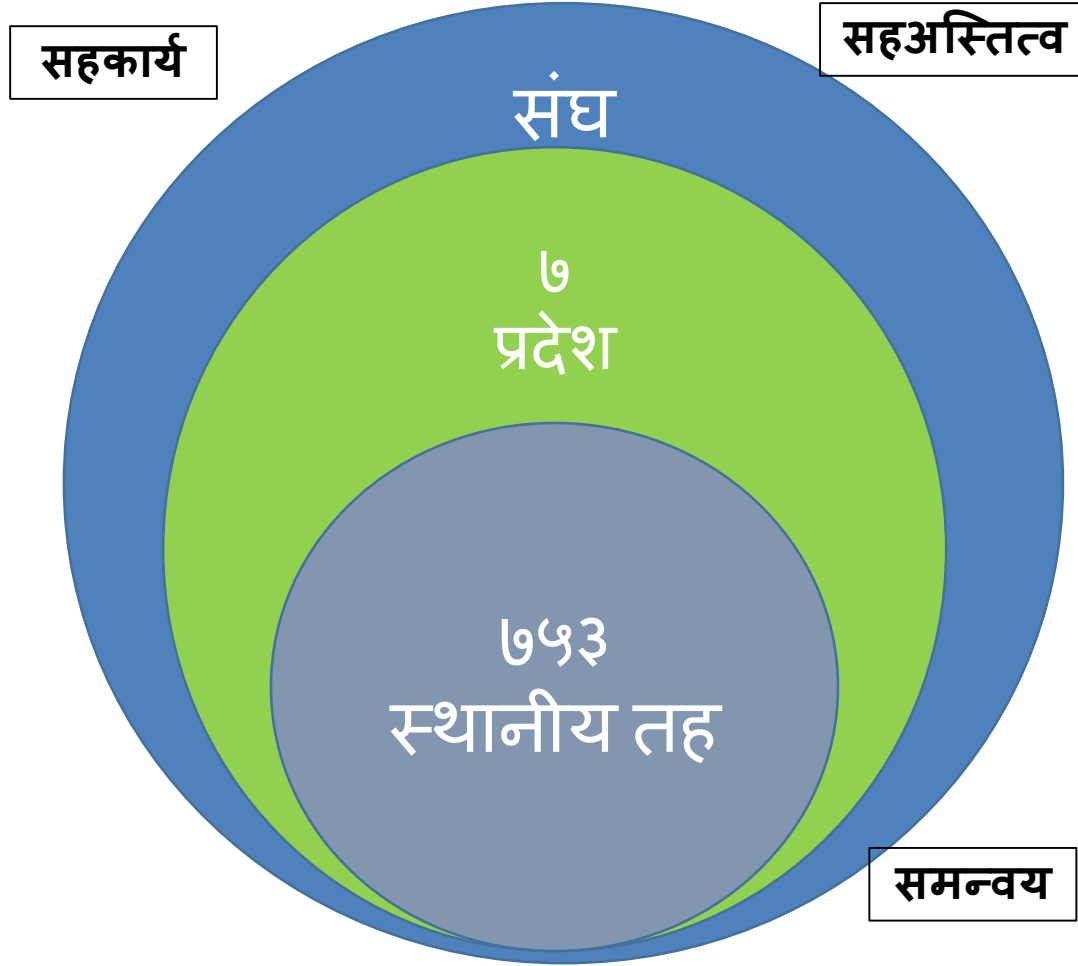 सहकार्य
सहअस्तित्व
संघ
७
प्रदेश
७५३
स्थानीय तह
समन्वय